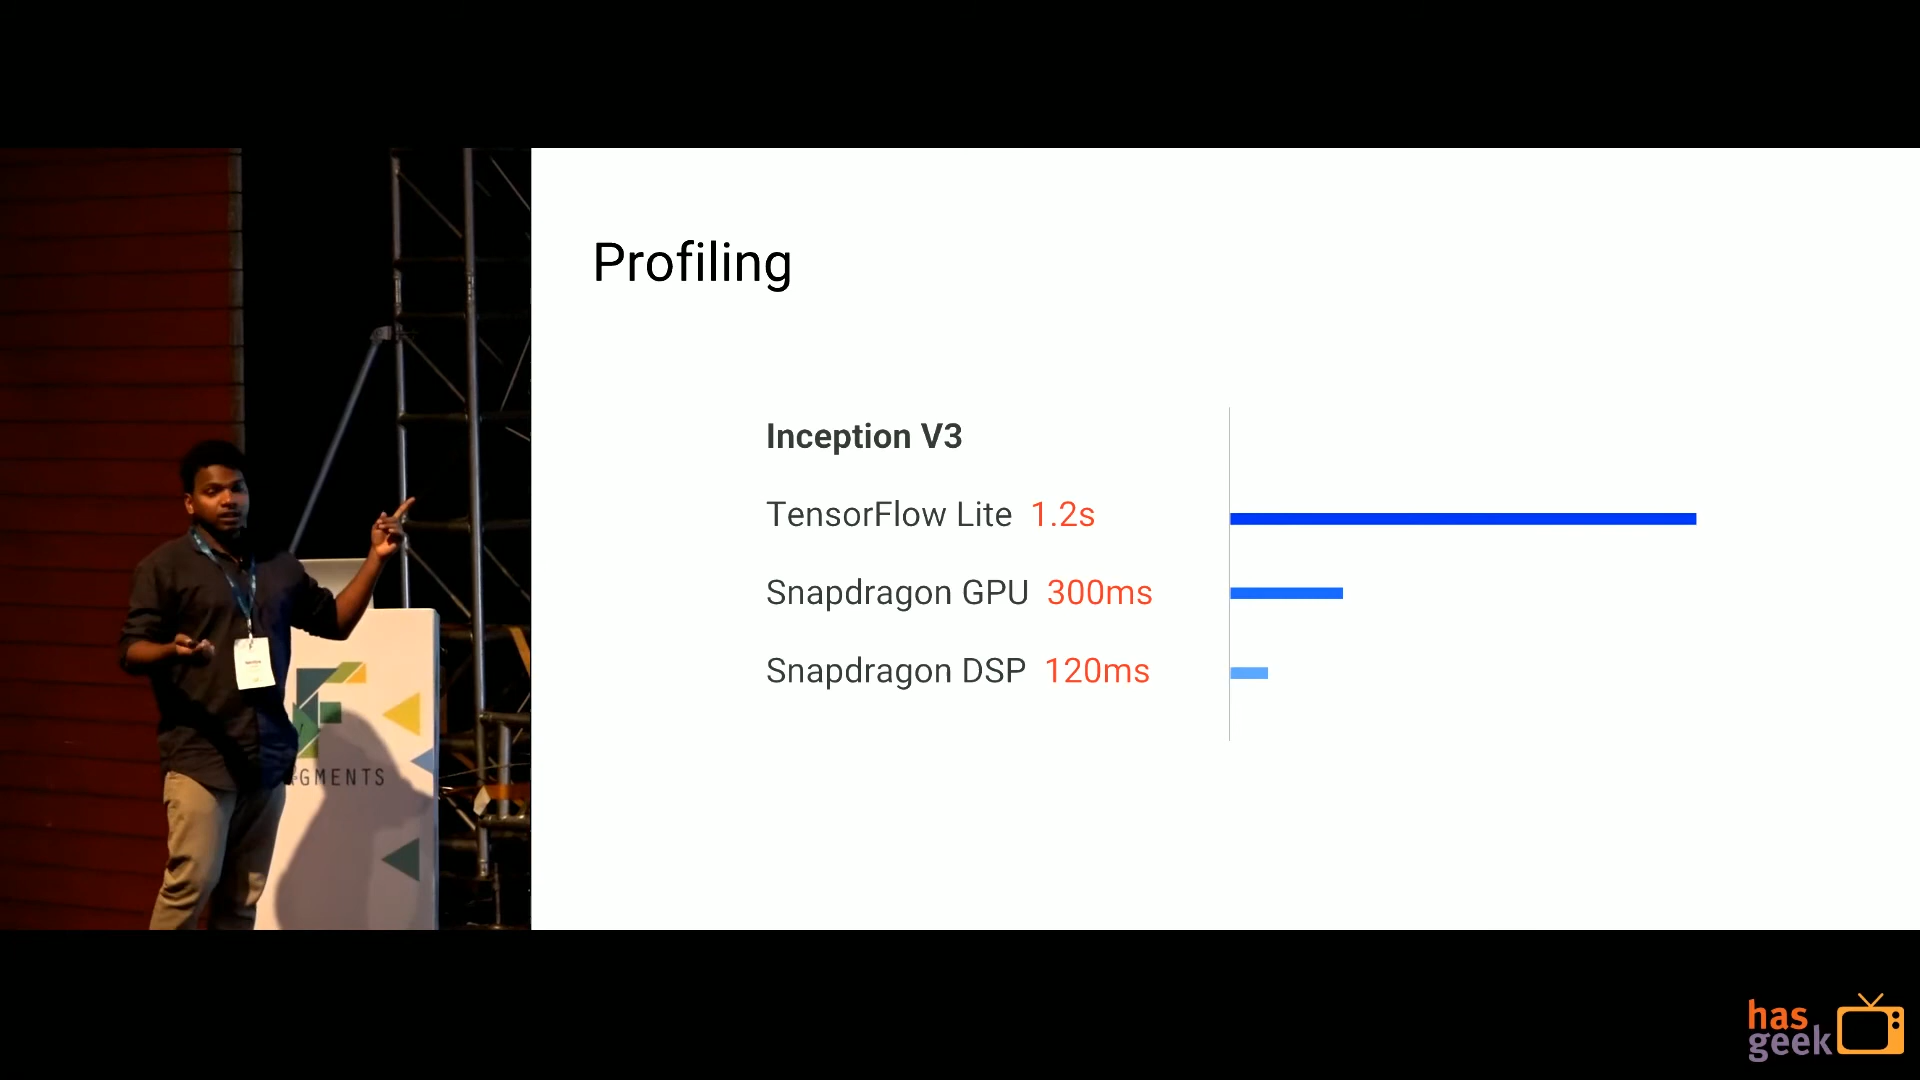 Profiling
Inception V3
TensorFlow Lite 1.2s
Snapdragon GPU 300ms
Snapdragon DSP 120ms
GMENTS
has
geek